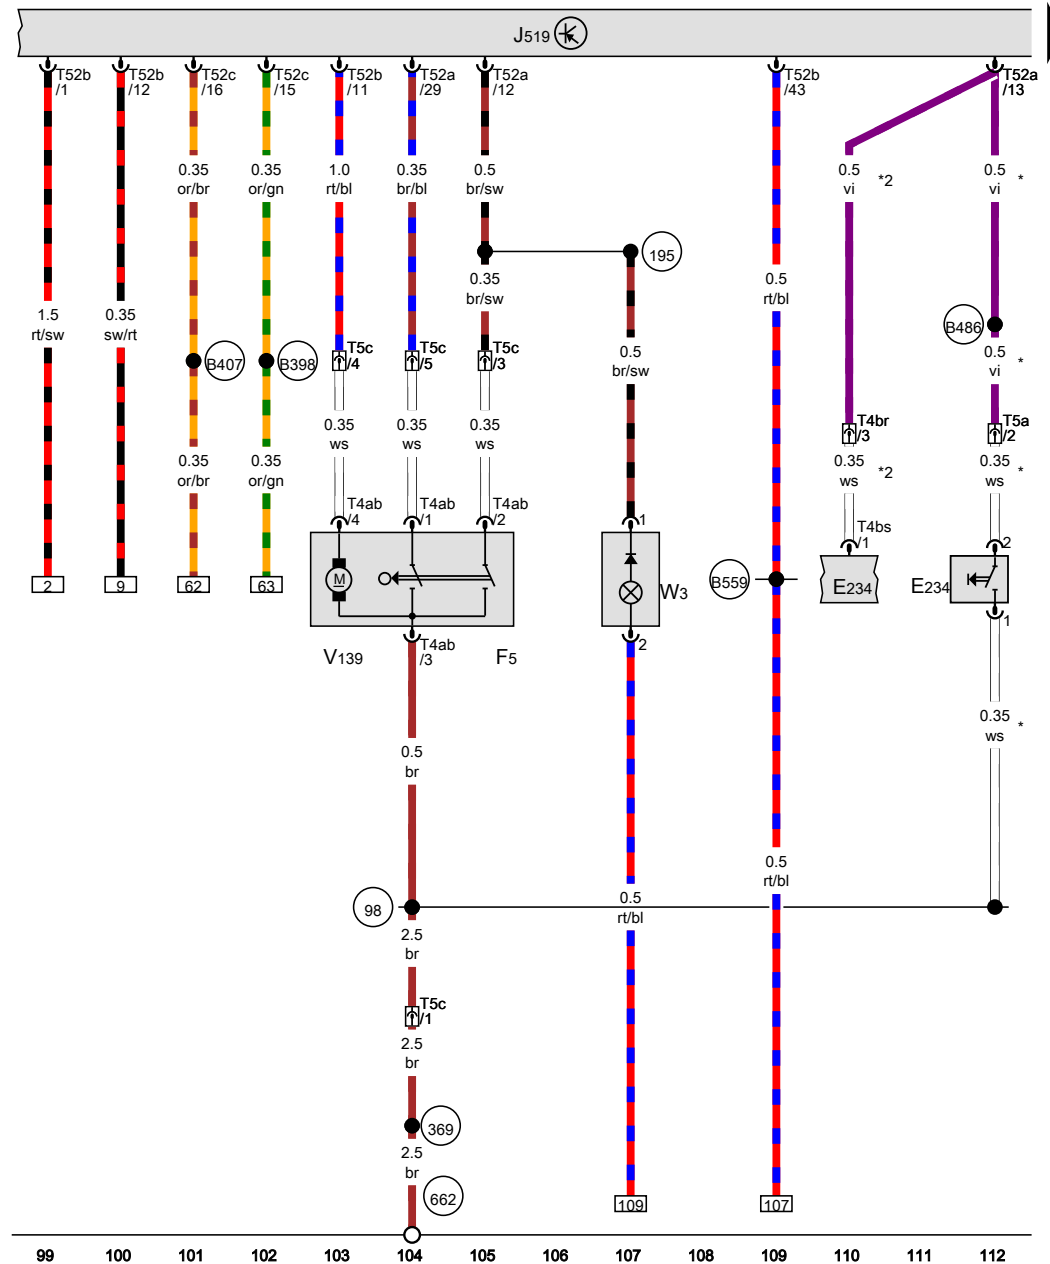 J519
T52b T52b T52c T52c T52b T52a T52a T52b T52a
/1 /12 /16 /15 /11 /29 /12 /43 /13
0.35 0.35 1.0 0.35 0.5 0.5 0.5
or/br or/gn rt/bl br/bl br/sw vi *2 vi *
195
0.35 0.5
br/sw rt/bl
1.5 0.35
rt/sw sw/rt
B486
T5c T5c T5c 0.5 0.5
/4 /5 /3 br/sw vi *
B407 B398
0.35 0.35 0.35 T4br T5a
ws ws ws /3 /2
0.35 0.35 0.35 0.35
or/br or/gn ws *2 ws *
T4ab T4ab T4ab T4bs
/4 /1 /2 1 /1 2
M
2 9 62 63 B559 E234 E234
W3
1
T4ab 2
/3
V139 F5
0.35
ws *
0.5
br
0.5
rt/bl
98 0.5
rt/bl
2.5
br
T5c
/1
2.5
br
369
2.5
br
662
109 107
99 100 101 102 103 104 105 106 107 108 109 110 111 112